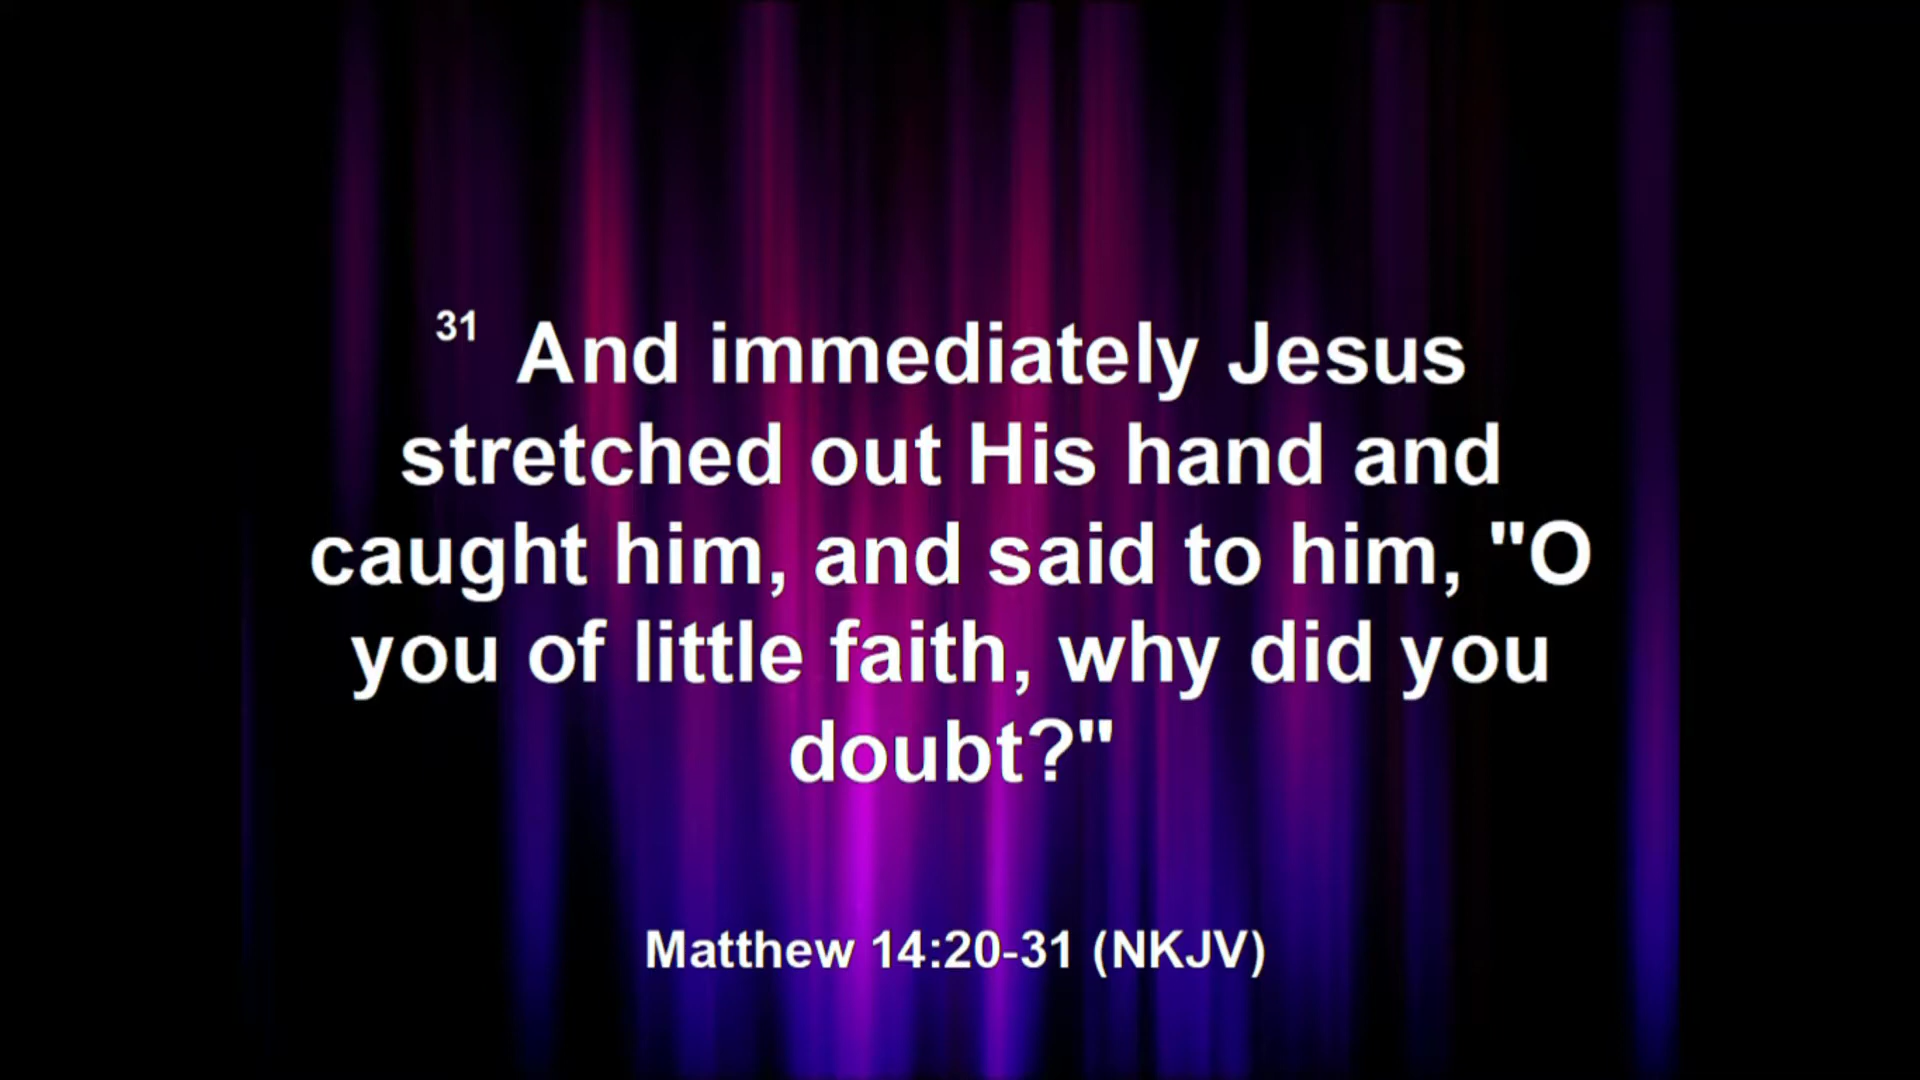 31 And immediately Jesus
stretched out His hand and
caught him, and said to him, "O
you of little faith, why did you
doubt?"
Matthew 14:20-31 (NKJV)